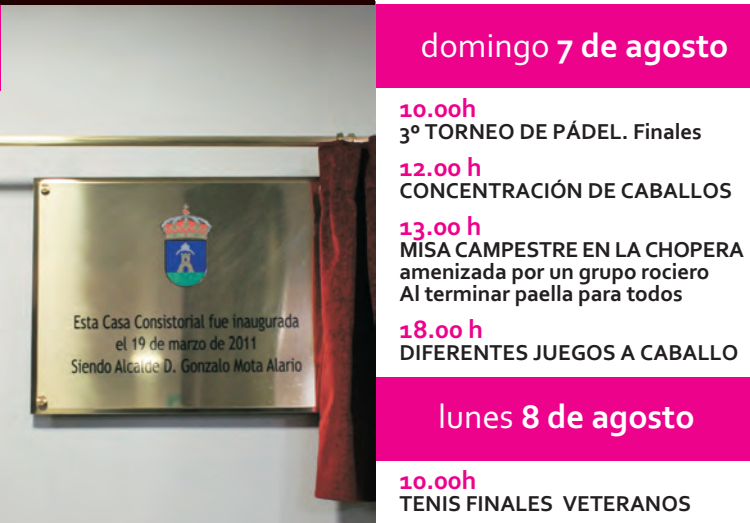 Esta Casa Consistorial fue inaugurada
el 19 de marzo de 2011
Siendo Alcalde D. Gonzalo Mota Alario
domingo 7 de agosto
10.00h
3º TORNEO DE PÁDEL. Finales
12.00 h
CONCENTRACIÓN DE CABALLOS
13.00 h
MISA CAMPESTRE EN LA CHOPERA
amenizada por un grupo rociero
Al terminar paella para todos
18.00 h
DIFERENTES JUEGOS A CABALLO
lunes 8 de agosto
10.00h
TENIS FINALES VETERANOS